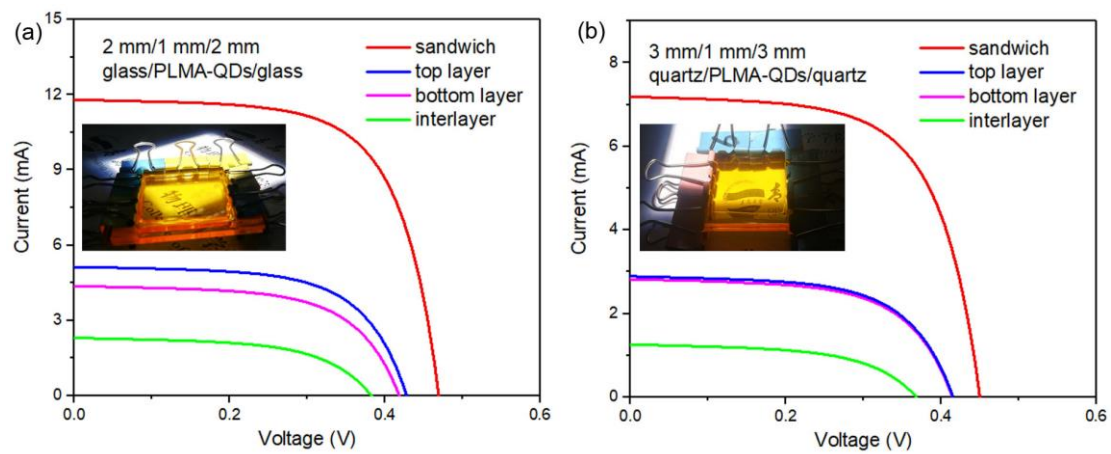 (a)
2 mm/1 mm/2 mm
glass/PLMA-QDs/glass
sandwich
top layer
bottom layer
interlayer
15
12
9
6
3
0
Current (mA)
0.0
0.2
0.4
0.6
Voltage (V)
(b)
3 mm/1 mm/3 mm
quartz/PLMA-QDs/quartz
sandwich
top layer
bottom layer
interlayer
8
6
4
2
0
Current (mA)
0.0
0.2
0.4
0.6
Voltage (V)